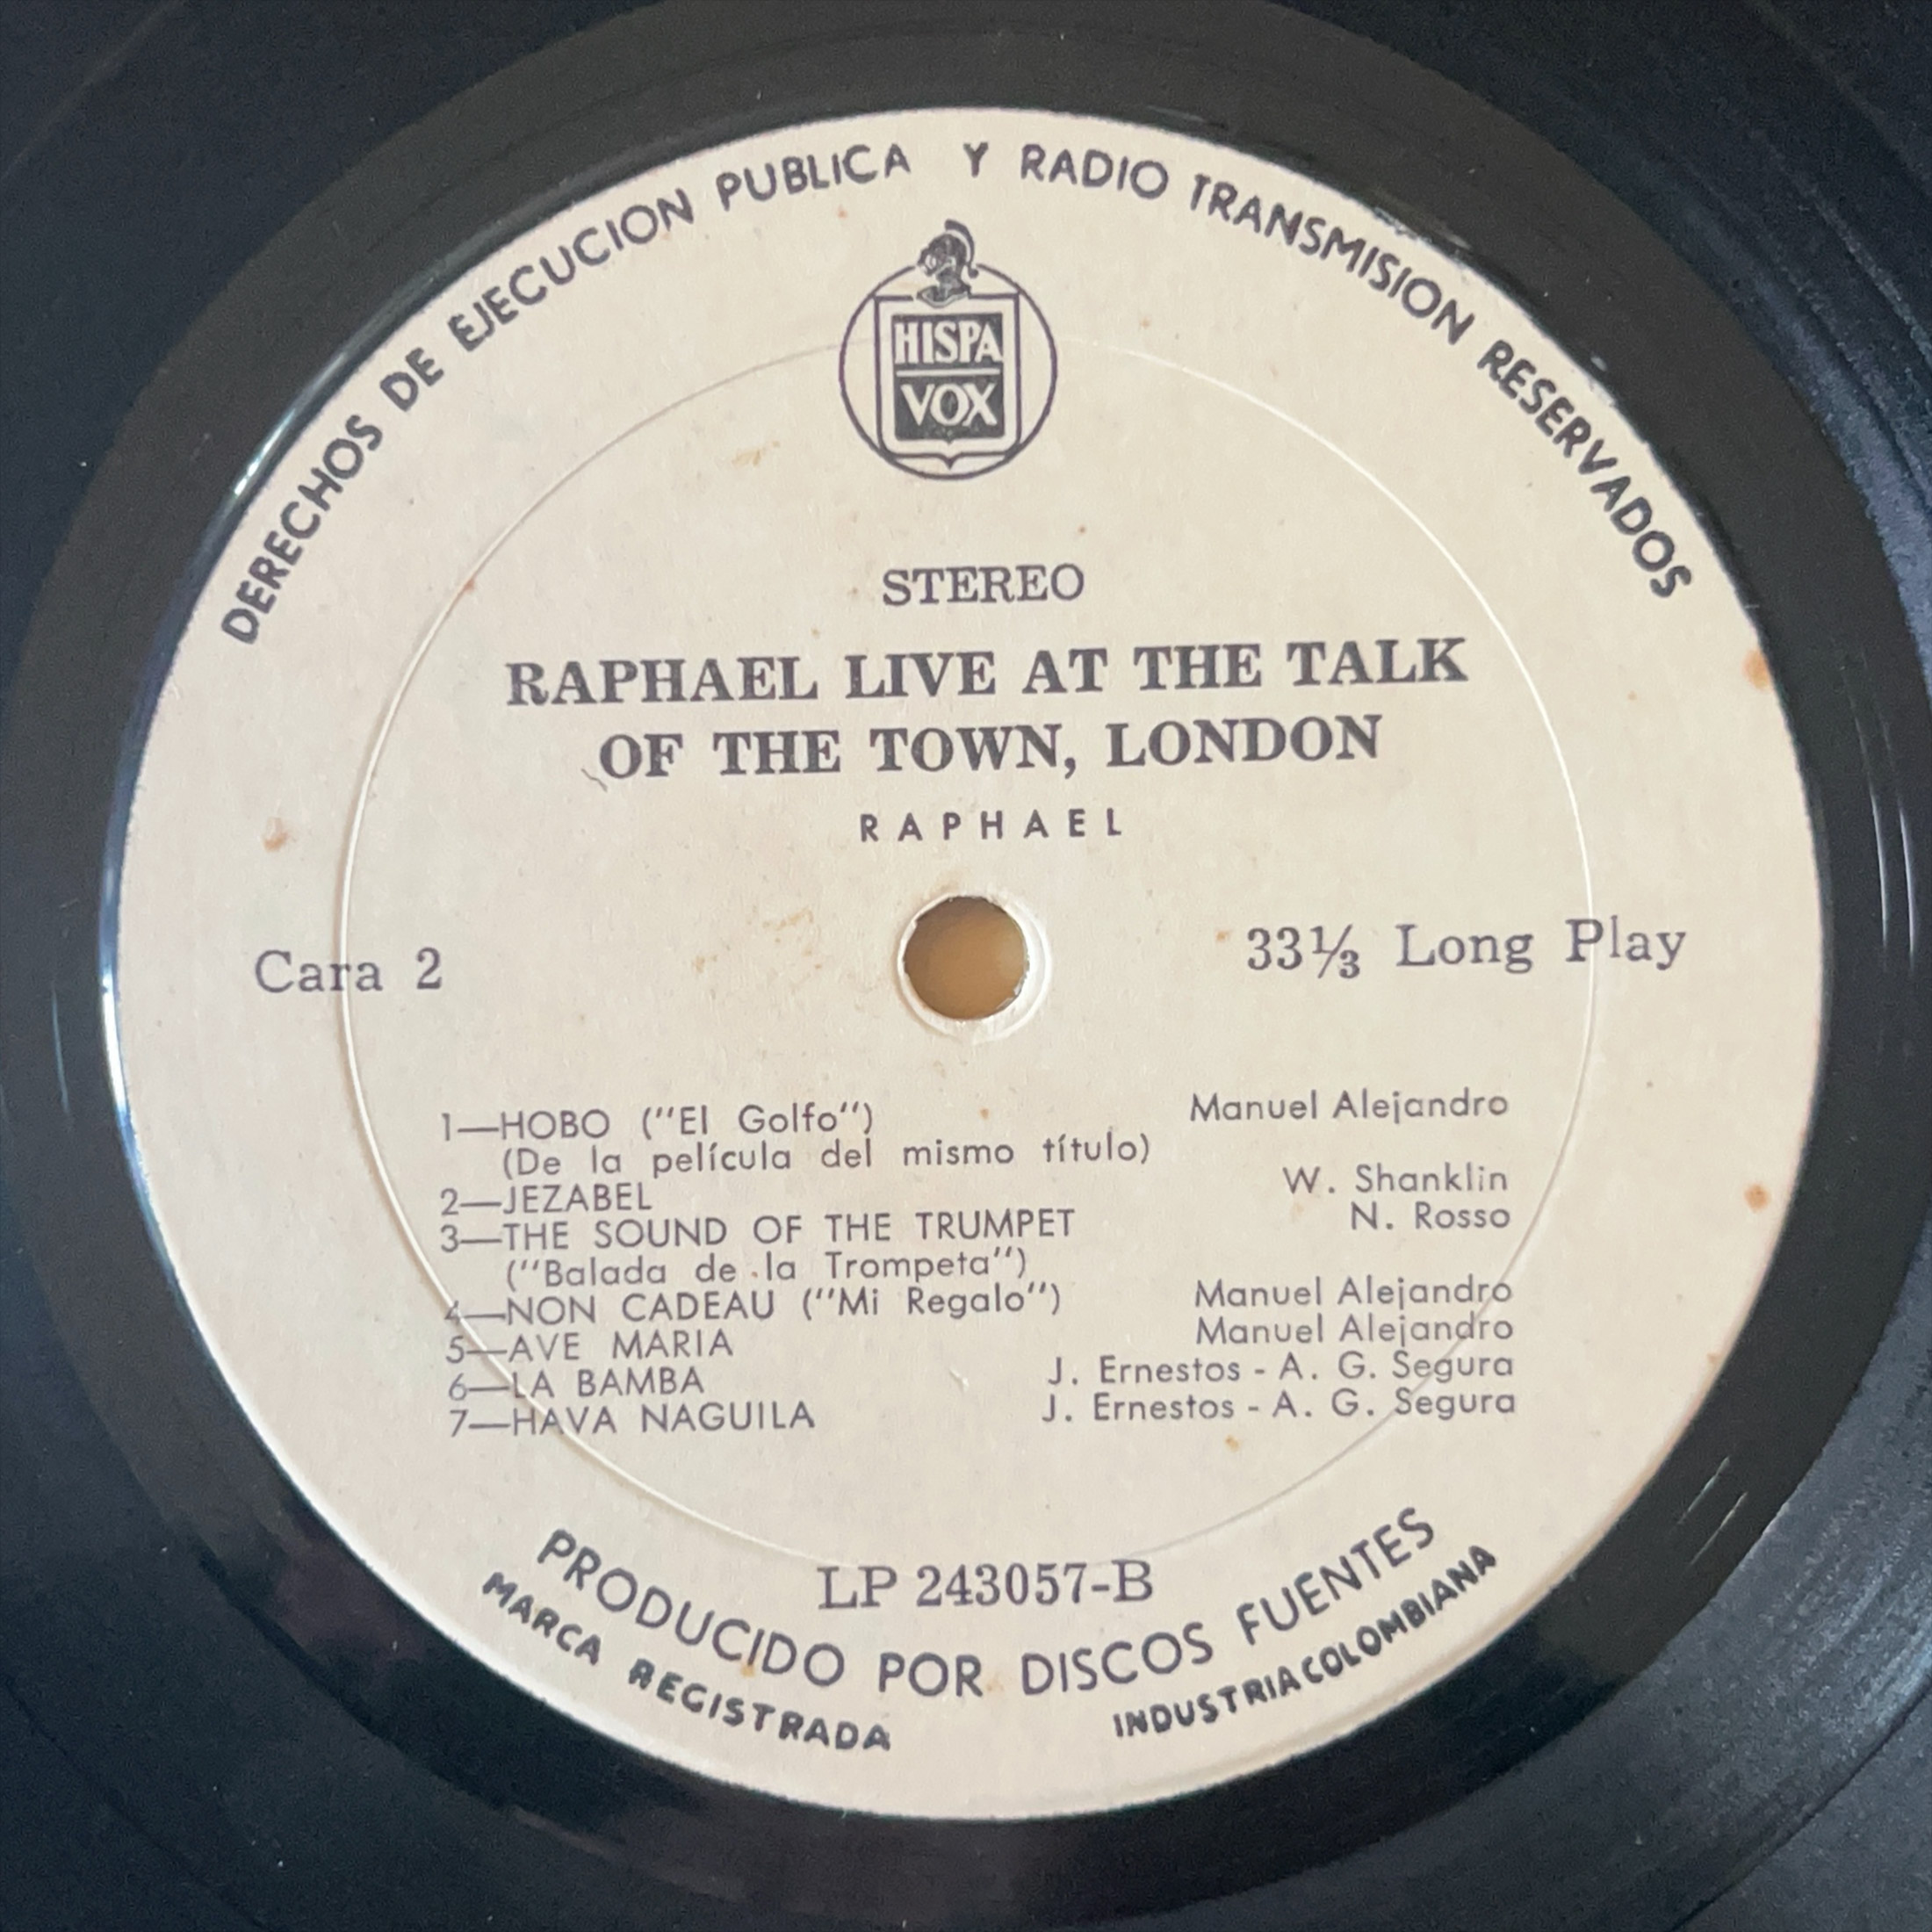 DERECHOS DE EJECUCION PUBLICA Y RADIO TRANSMISION RESERVADOS
HISPA
VOX
STEREO
RAPHAEL LIVE AT THE TALK
OF THE TOWN, LONDON
RAPHAEL
Cara 2
33⅓ Long Play
1—HOBO ("El Golfo") Manuel Alejandro
(De la película del mismo título)
2—JEZABEL W. Shanklin
3—THE SOUND OF THE TRUMPET N. Rosso
("Balada de la Trompeta")
4—NON CADEAU ("Mi Regalo") Manuel Alejandro
5—AVE MARIA Manuel Alejandro
6—LA BAMBA J. Ernestos - A. G. Segura
7—HAVA NAGUILA J. Ernestos - A. G. Segura
LP 243057-B
PRODUCIDO POR DISCOS FUENTES
MARCA REGISTRADA
INDUSTRIA COLOMBIANA